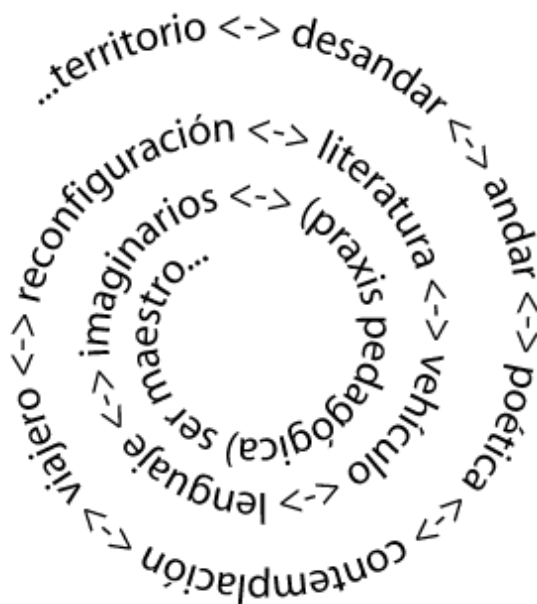 ...territorio <-> desandar <-> andar <-> poética <-> contemplación <-> viajero <-> reconfiguración <-> literatura <-> vehículo <-> lenguaje <-> imaginarios <-> (praxis pedagógica) ser maestro...